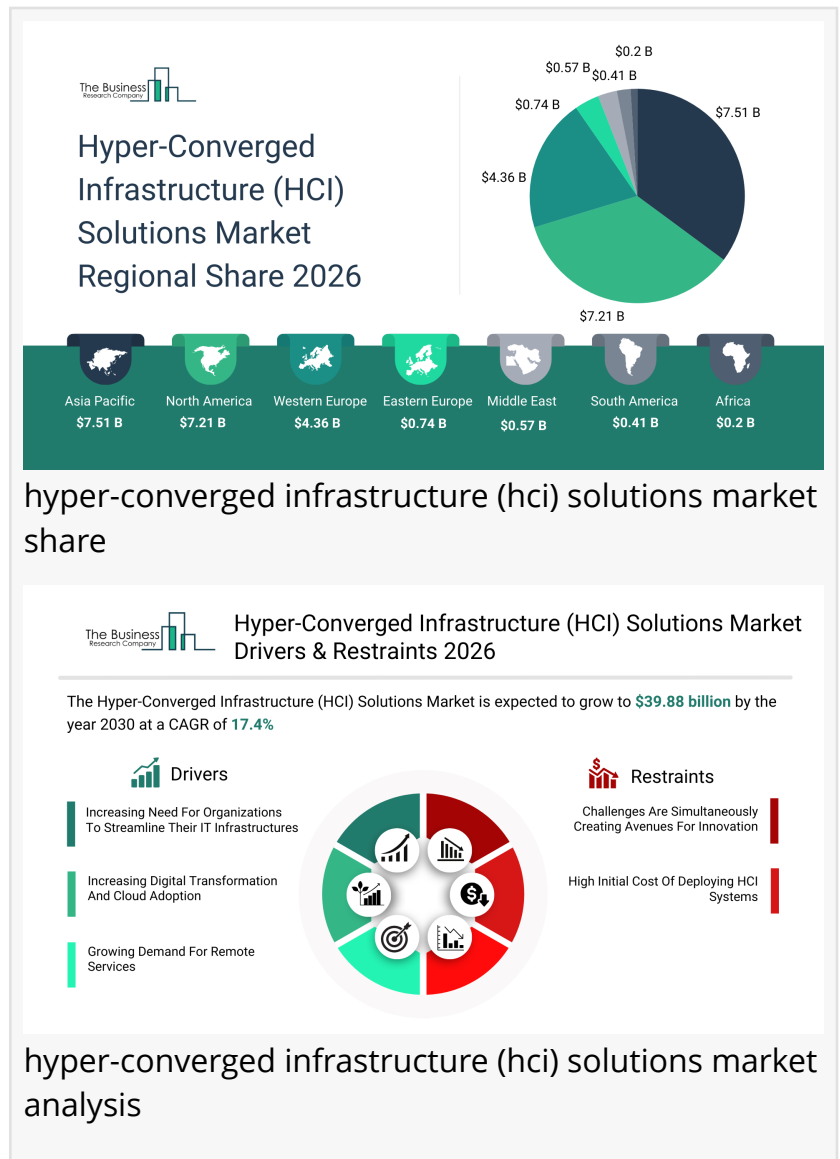 The Business
Research Company
Hyper-Converged
Infrastructure (HCI)
Solutions Market
Regional Share 2026
$0.2 B
$0.57 B
$0.41 B
$0.74 B
$7.51 B
$4.36 B
$7.21 B
Asia Pacific
$7.51 B
North America
$7.21 B
Western Europe
$4.36 B
Eastern Europe
$0.74 B
Middle East
$0.57 B
South America
$0.41 B
Africa
$0.2 B
hyper-converged infrastructure (hci) solutions market
share
The Business
Research Company
Hyper-Converged Infrastructure (HCI) Solutions Market
Drivers & Restraints 2026
The Hyper-Converged Infrastructure (HCI) Solutions Market is expected to grow to $39.88 billion by the
year 2030 at a CAGR of 17.4%
Drivers
Increasing Need For Organizations
To Streamline Their IT Infrastructures
Increasing Digital Transformation
And Cloud Adoption
Growing Demand For Remote
Services
$
$
Restraints
Challenges Are Simultaneously
Creating Avenues For Innovation
High Initial Cost Of Deploying HCI
Systems
hyper-converged infrastructure (hci) solutions market
analysis